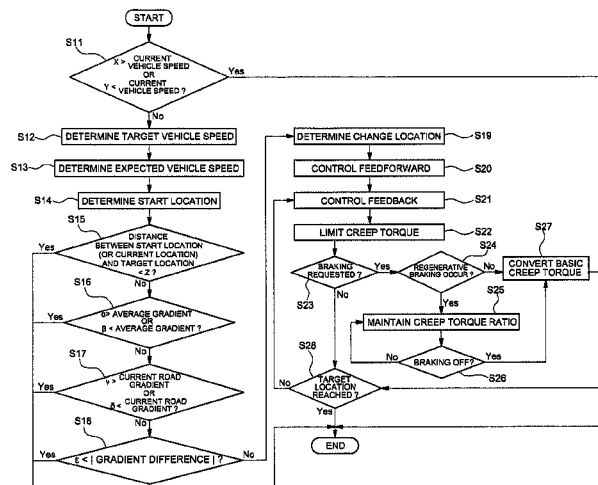 START
S11
X >
CURRENT
VEHICLE SPEED
OR
Y < CURRENT
VEHICLE SPEED ?
Yes
No
S12
DETERMINE TARGET VEHICLE SPEED
S13
DETERMINE EXPECTED VEHICLE SPEED
S14
DETERMINE START LOCATION
S15
DISTANCE
BETWEEN START LOCATION
(OR CURRENT LOCATION)
AND TARGET LOCATION
< Z ?
Yes
No
S16
α > AVERAGE GRADIENT
OR
β < AVERAGE GRADIENT ?
Yes
No
S17
γ > CURRENT ROAD
GRADIENT
OR
δ < CURRENT ROAD
GRADIENT ?
Yes
No
S18
ε < | GRADIENT DIFFERENCE | ?
Yes
No
DETERMINE CHANGE LOCATION
S19
CONTROL FEEDFORWARD
S20
CONTROL FEEDBACK
S21
LIMIT CREEP TORQUE
S22
BRAKING
REQUESTED ?
S23
Yes
No
S24
REGENERATIVE
BRAKING OCCUR ?
No
Yes
S27
CONVERT BASIC
CREEP TORQUE
S25
MAINTAIN CREEP TORQUE RATIO
BRAKING OFF?
No
Yes
S26
S28
TARGET
LOCATION
REACHED ?
No
Yes
END